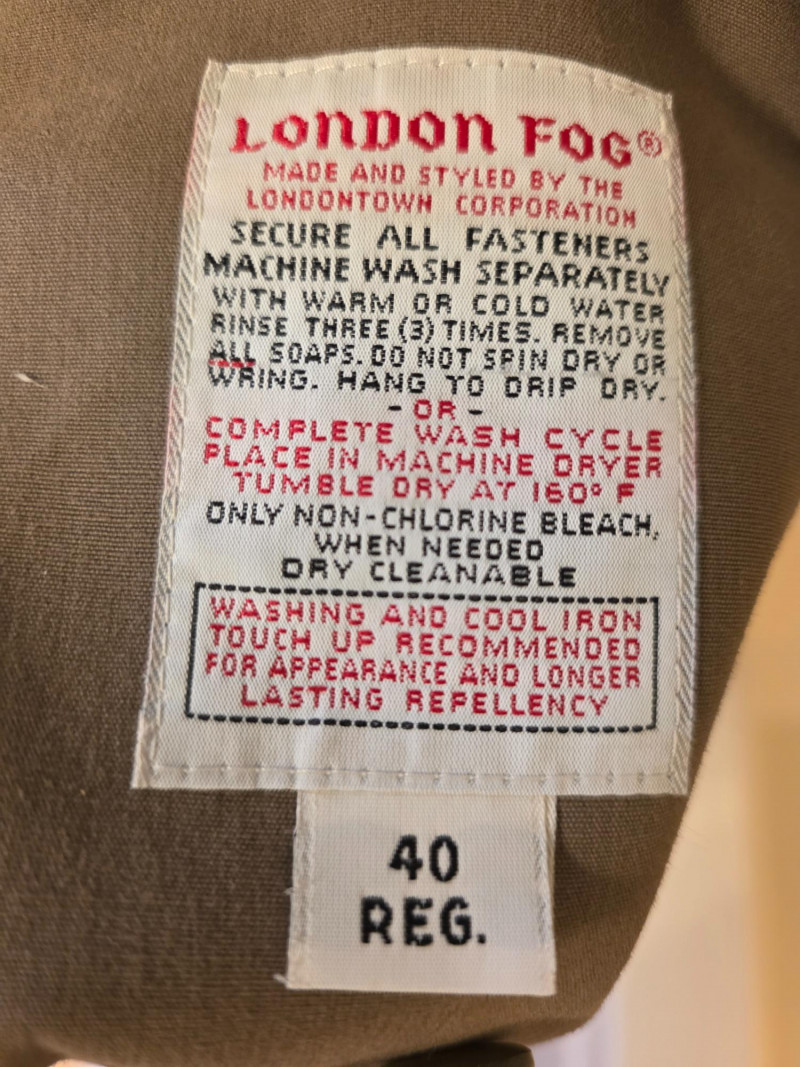 LONDON FOG®
MADE AND STYLED BY THE
LONDONTOWN CORPORATION
SECURE ALL FASTENERS
MACHINE WASH SEPARATELY
WITH WARM OR COLD WATER
RINSE THREE (3) TIMES. REMOVE
ALL SOAPS. DO NOT SPIN DRY OR
WRING. HANG TO DRIP DRY.
- OR -
COMPLETE WASH CYCLE
PLACE IN MACHINE DRYER
TUMBLE DRY AT 160° F
ONLY NON-CHLORINE BLEACH,
WHEN NEEDED
DRY CLEANABLE
WASHING AND COOL IRON
TOUCH UP RECOMMENDED
FOR APPEARANCE AND LONGER
LASTING REPELLENCY
40
REG.